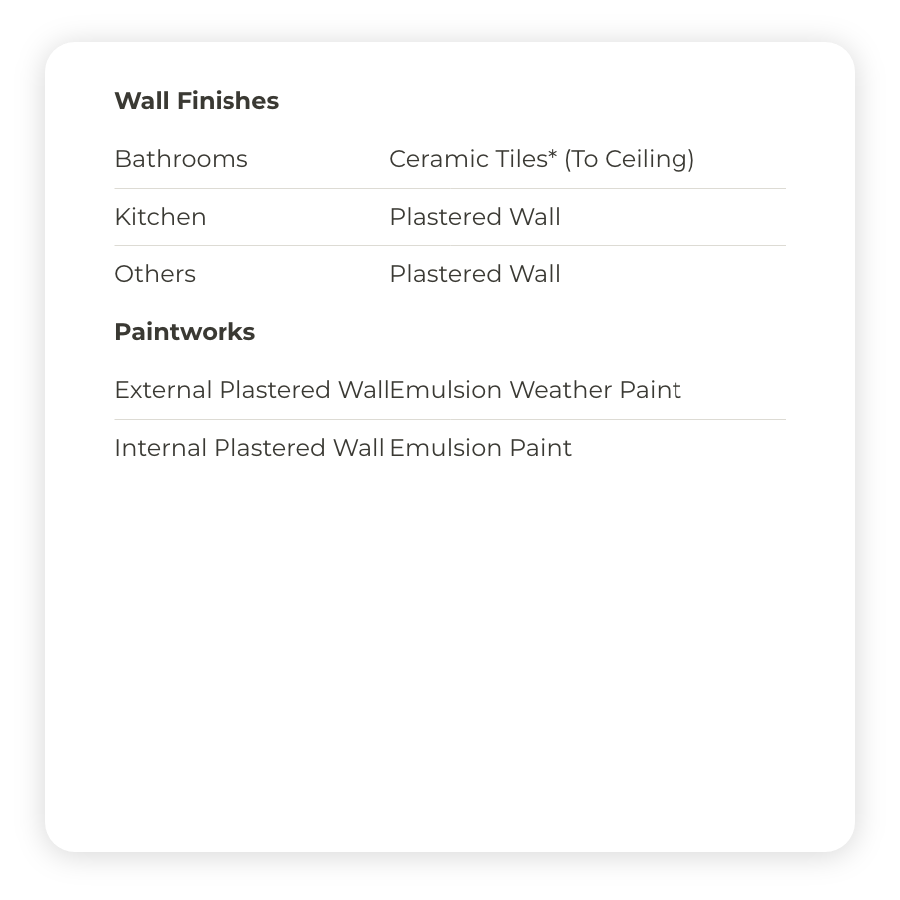 Wall Finishes
Bathrooms Ceramic Tiles* (To Ceiling)
Kitchen Plastered Wall
Others Plastered Wall
Paintworks
External Plastered Wall Emulsion Weather Paint
Internal Plastered Wall Emulsion Paint